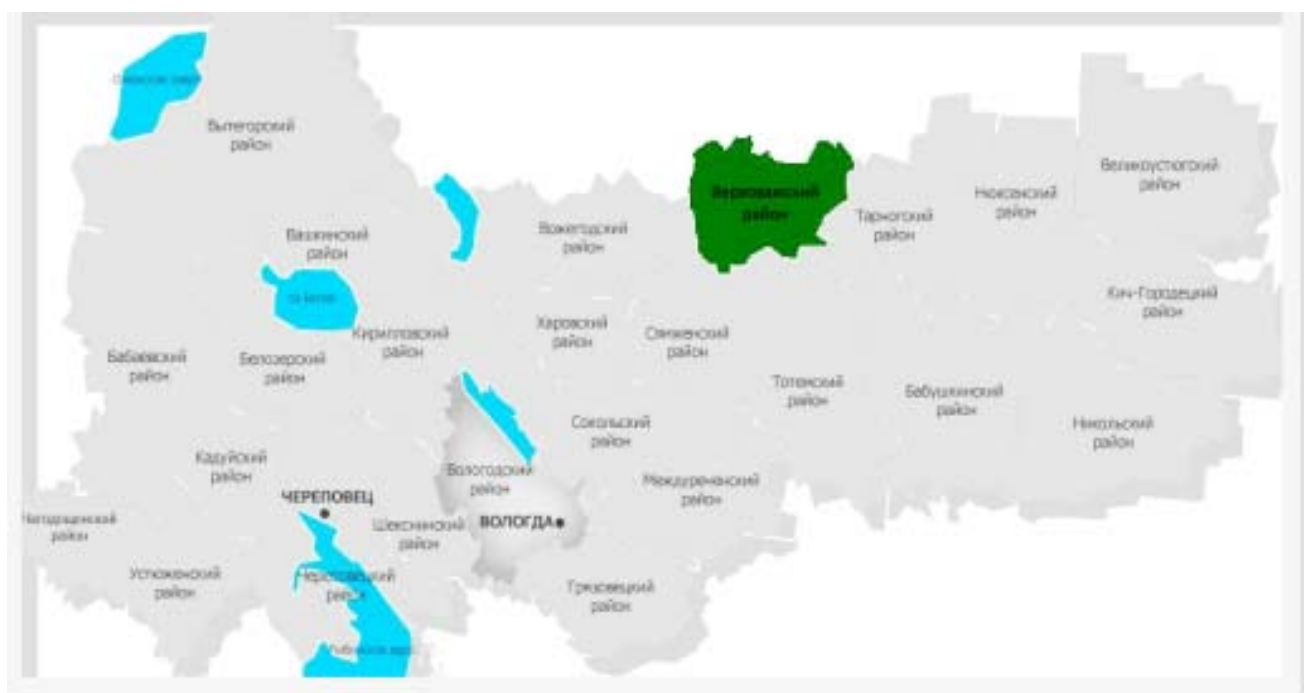 Вытегорский
район
Верховажский
район
Великоустюгский
район
Нюксенский
район
Тарногский
район
Вожегодский
район
Вашкинский
район
Кич-Городецкий
район
Харовский
район
Сямженский
район
Кирилловский
район
Бабаевский
район
Белозерский
район
Тотемский
район
Бабушкинский
район
Никольский
район
Сокольский
район
Кадуйский
район
Вологодский
район
Междуреченский
район
ЧЕРЕПОВЕЦ
ВОЛОГДА
Шекснинский
район
Чагодощенский
район
Устюженский
район
Череповецкий
район
Грязовецкий
район